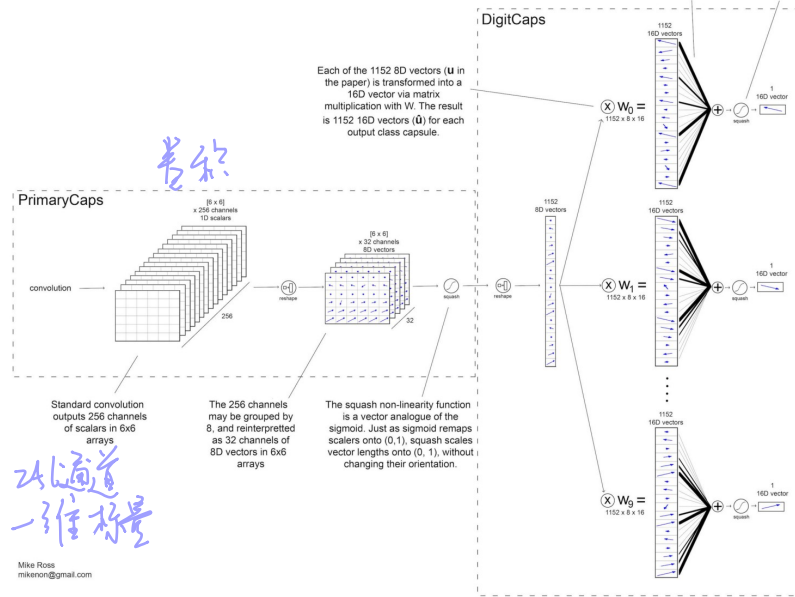 DigitCaps
1152
16D vectors
Each of the 1152 8D vectors (u in
the paper) is transformed into a
16D vector via matrix
multiplication with W. The result
is 1152 16D vectors (û) for each
output class capsule.
W₀ =
1152 x 8 x 16
squash
1
16D vector
卷积
PrimaryCaps
[6 x 6]
x 256 channels
1D scalars
convolution
256
reshape
[6 x 6]
x 32 channels
8D vectors
32
squash
reshape
1152
8D vectors
1152
16D vectors
W₁ =
1152 x 8 x 16
squash
1
16D vector
Standard convolution
outputs 256 channels
of scalars in 6x6
arrays
The 256 channels
may be grouped by
8, and reinterpretted
as 32 channels of
8D vectors in 6x6
arrays
The squash non-linearity function
is a vector analogue of the
sigmoid. Just as sigmoid remaps
scalers onto (0,1), squash scales
vector lengths onto (0, 1), without
changing their orientation.
1152
16D vectors
W₉ =
1152 x 8 x 16
squash
1
16D vector
通道
一维标量
Mike Ross
mikenon@gmail.com